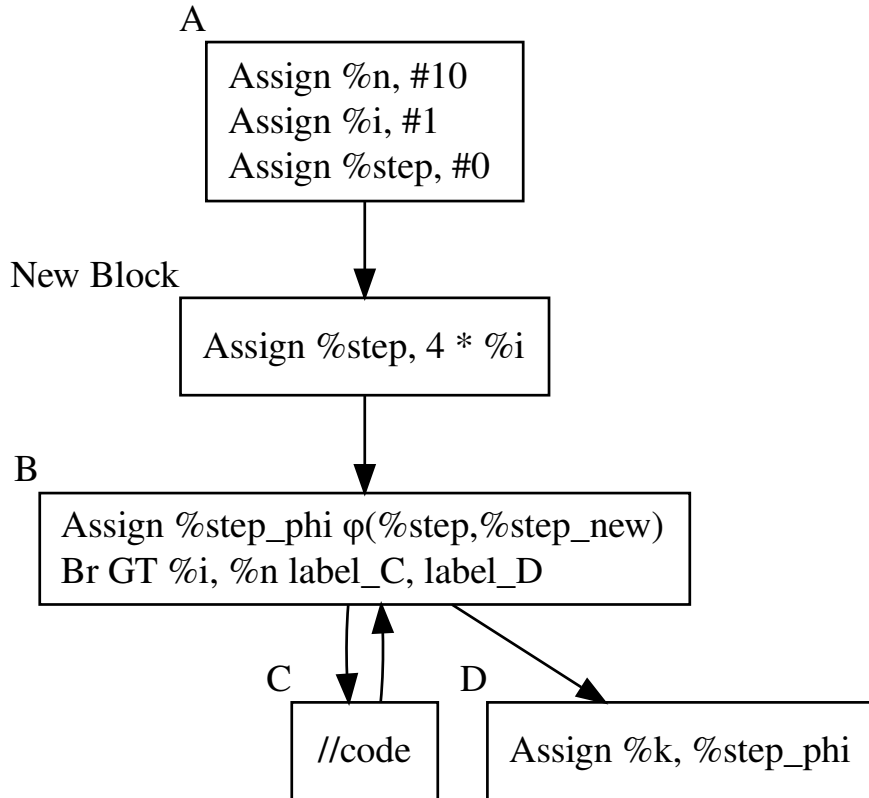 A
Assign %n, #10
Assign %i, #1
Assign %step, #0
New Block
Assign %step, 4 * %i
B
Assign %step_phi φ(%step,%step_new)
Br GT %i, %n label_C, label_D
C
//code
D
Assign %k, %step_phi